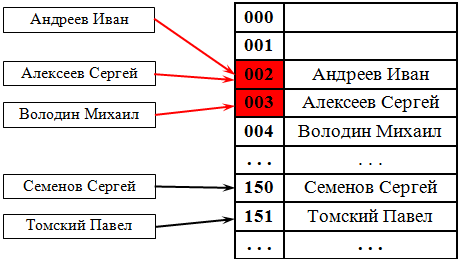 Андреев Иван
Алексеев Сергей
Володин Михаил
Семенов Сергей
Томский Павел
000
001
002 Андреев Иван
003 Алексеев Сергей
004 Володин Михаил
... ...
150 Семенов Сергей
151 Томский Павел
... ...